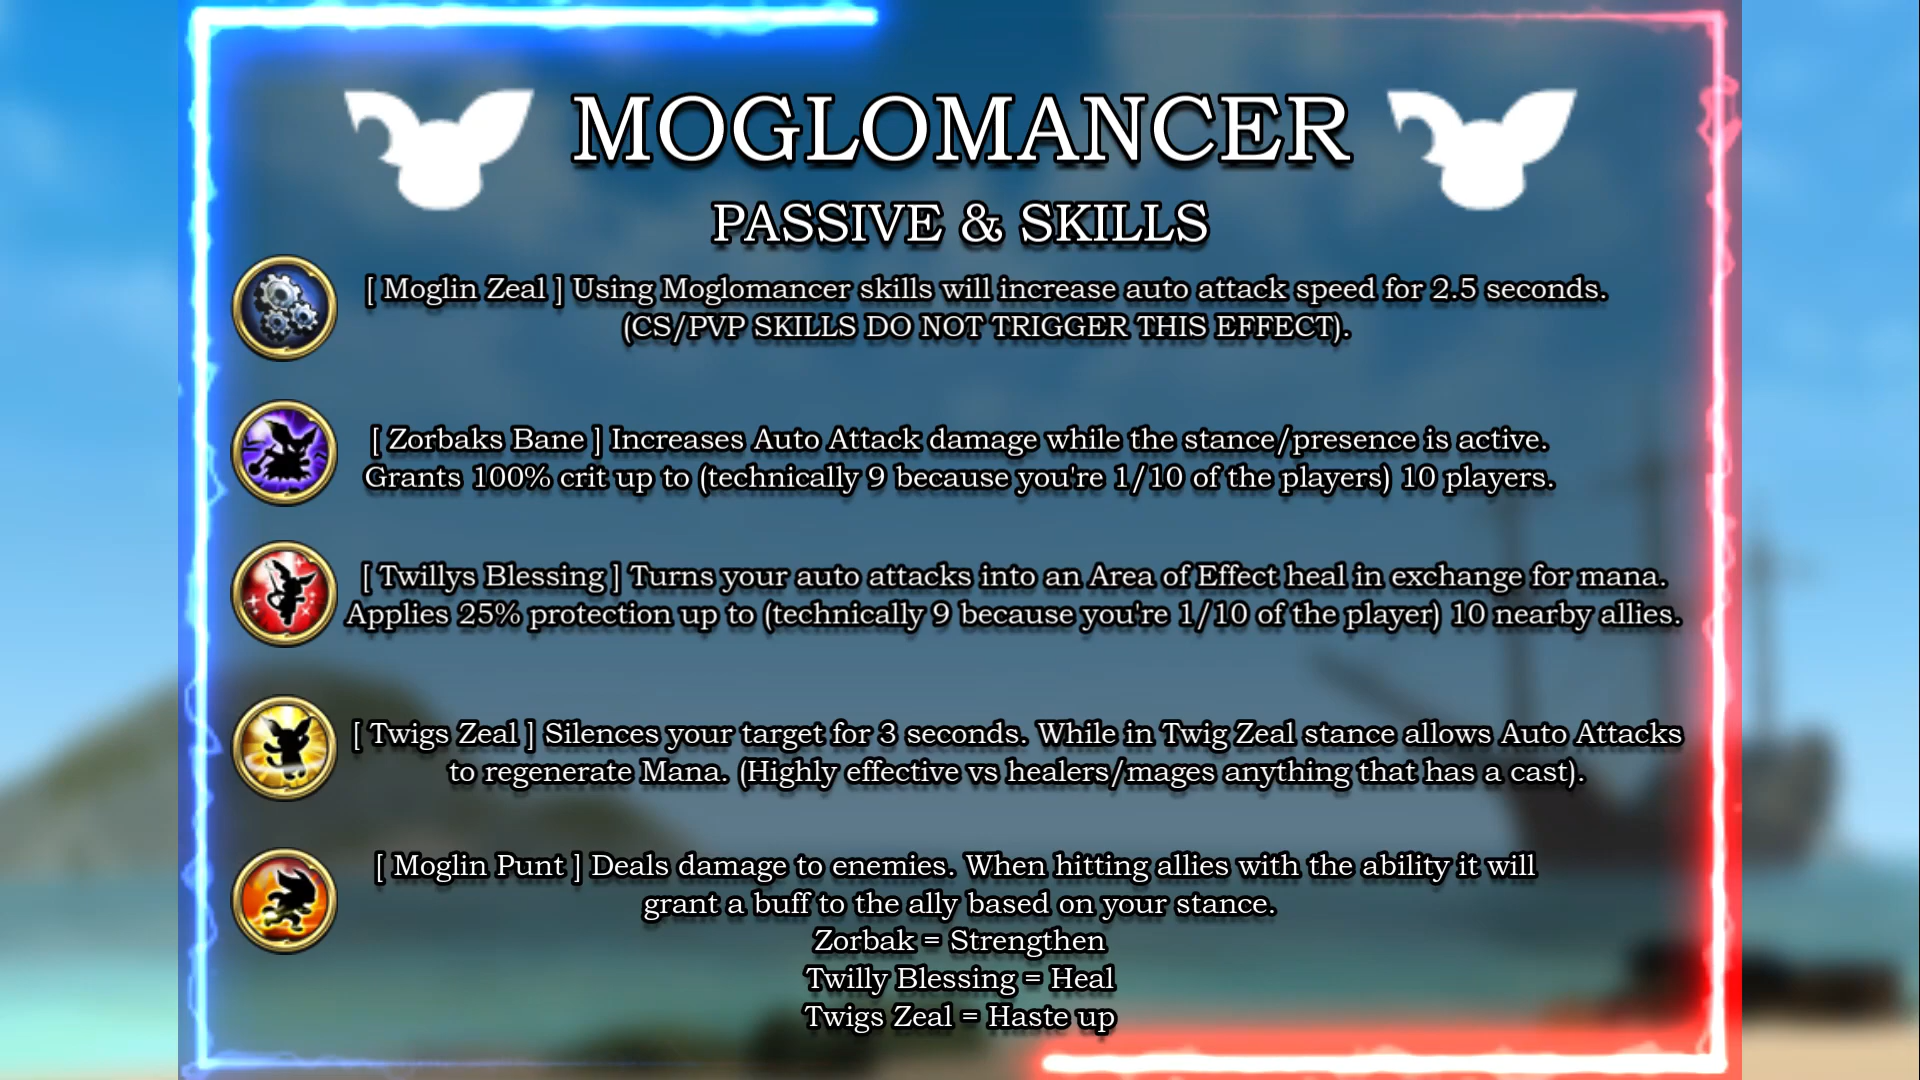 MOGLOMANCER
PASSIVE & SKILLS
[ Moglin Zeal ] Using Moglomancer skills will increase auto attack speed for 2.5 seconds.
(CS/PVP SKILLS DO NOT TRIGGER THIS EFFECT).
[ Zorbaks Bane ] Increases Auto Attack damage while the stance/presence is active.
Grants 100% crit up to (technically 9 because you're 1/10 of the players) 10 players.
[ Twillys Blessing ] Turns your auto attacks into an Area of Effect heal in exchange for mana.
Applies 25% protection up to (technically 9 because you're 1/10 of the player) 10 nearby allies.
[ Twigs Zeal ] Silences your target for 3 seconds. While in Twig Zeal stance allows Auto Attacks
to regenerate Mana. (Highly effective vs healers/mages anything that has a cast).
[ Moglin Punt ] Deals damage to enemies. When hitting allies with the ability it will
grant a buff to the ally based on your stance.
Zorbak = Strengthen
Twilly Blessing = Heal
Twigs Zeal = Haste up